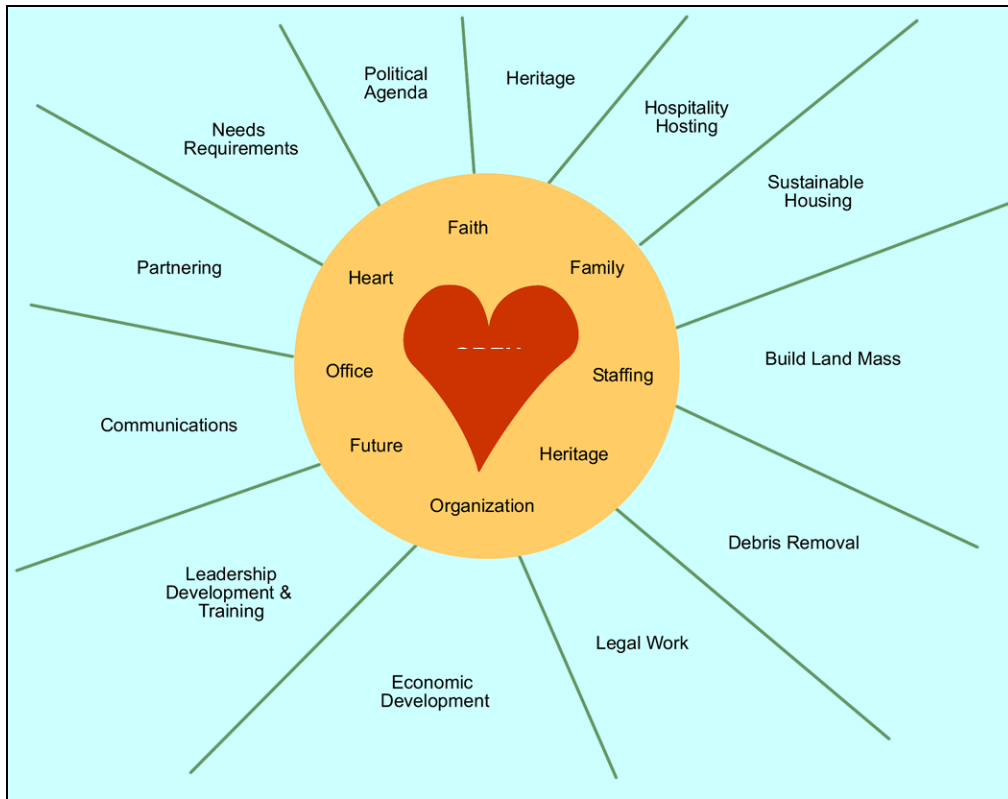 Political
Agenda
Heritage
Hospitality
Hosting
Needs
Requirements
Sustainable
Housing
Faith
Partnering
Heart
Family
Build Land Mass
Office
Staffing
Communications
Future
Heritage
Organization
Debris Removal
Leadership
Development &
Training
Legal Work
Economic
Development